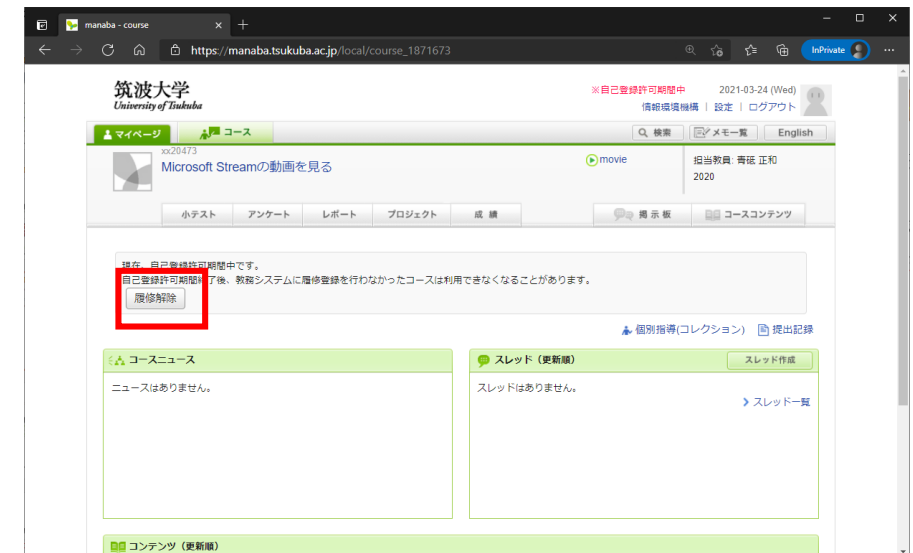 manaba - course
https://manaba.tsukuba.ac.jp/local/course_1871673
InPrivate
筑波大学
University of Tsukuba
※自己登録許可期間中
2021-03-24 (Wed)
情報環境機構 | 設定 | ログアウト
マイページ
コース
検索
メモ一覧
English
xx20473
Microsoft Streamの動画を見る
movie
担当教員: 青砥 正和
2020
小テスト
アンケート
レポート
プロジェクト
成 績
掲 示 板
コースコンテンツ
現在、自己登録許可期間中です。
自己登録許可期間終了後、教務システムに履修登録を行わなかったコースは利用できなくなることがあります。
履修解除
個別指導(コレクション)
提出記録
コースニュース
ニュースはありません。
スレッド（更新順）
スレッド作成
スレッドはありません。
スレッド一覧
コンテンツ（更新順）